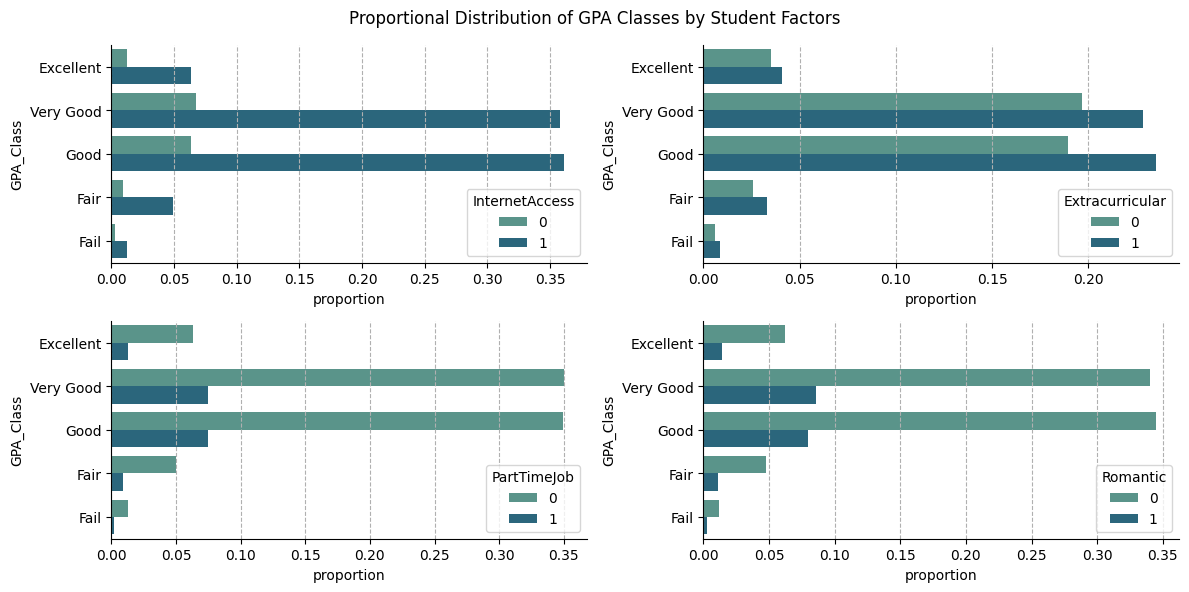 Proportional Distribution of GPA Classes by Student Factors
GPA_Class
Excellent
Very Good
Good
Fair
Fail
InternetAccess
0
1
0.00 0.05 0.10 0.15 0.20 0.25 0.30 0.35
proportion
GPA_Class
Excellent
Very Good
Good
Fair
Fail
Extracurricular
0
1
0.00 0.05 0.10 0.15 0.20
proportion
GPA_Class
Excellent
Very Good
Good
Fair
Fail
PartTimeJob
0
1
0.00 0.05 0.10 0.15 0.20 0.25 0.30 0.35
proportion
GPA_Class
Excellent
Very Good
Good
Fair
Fail
Romantic
0
1
0.00 0.05 0.10 0.15 0.20 0.25 0.30 0.35
proportion